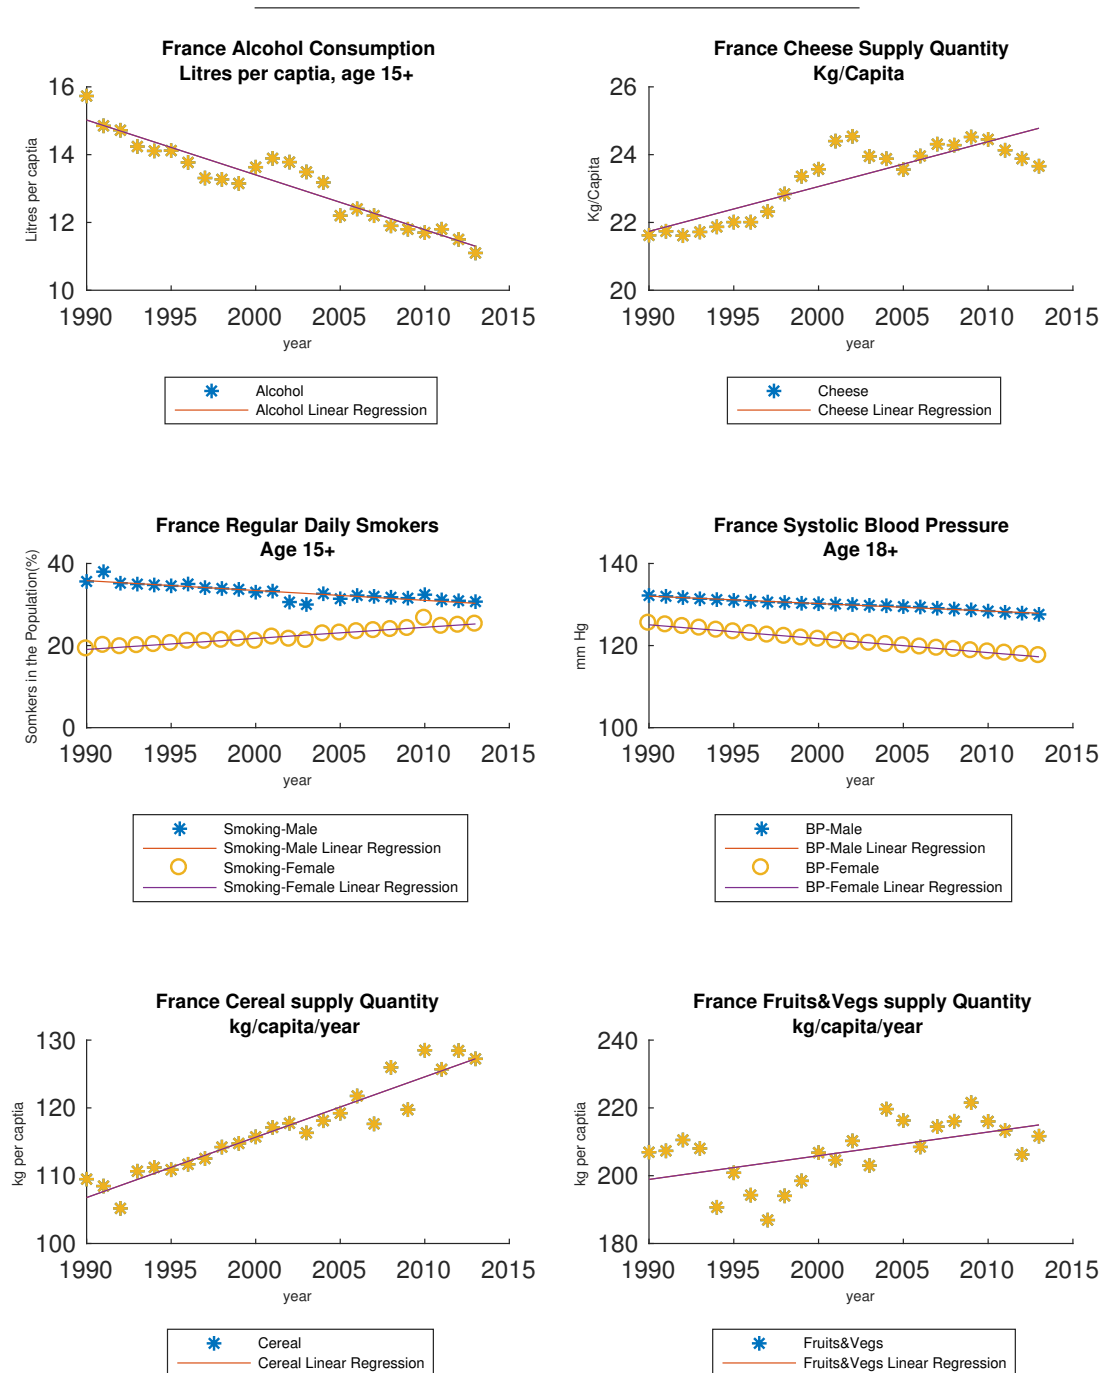 France Alcohol Consumption
Litres per captia, age 15+
16
14
12
10
Litres per captia
1990 1995 2000 2005 2010 2015
year
Alcohol
Alcohol Linear Regression
France Cheese Supply Quantity
Kg/Capita
26
24
22
20
Kg/Capita
1990 1995 2000 2005 2010 2015
year
Cheese
Cheese Linear Regression
France Regular Daily Smokers
Age 15+
40
20
0
Somkers in the Population(%)
1990 1995 2000 2005 2010 2015
year
Smoking-Male
Smoking-Male Linear Regression
Smoking-Female
Smoking-Female Linear Regression
France Systolic Blood Pressure
Age 18+
140
120
100
mm Hg
1990 1995 2000 2005 2010 2015
year
BP-Male
BP-Male Linear Regression
BP-Female
BP-Female Linear Regression
France Cereal supply Quantity
kg/capita/year
130
120
110
100
kg per captia
1990 1995 2000 2005 2010 2015
year
Cereal
Cereal Linear Regression
France Fruits&Vegs supply Quantity
kg/capita/year
240
220
200
180
kg per captia
1990 1995 2000 2005 2010 2015
year
Fruits&Vegs
Fruits&Vegs Linear Regression